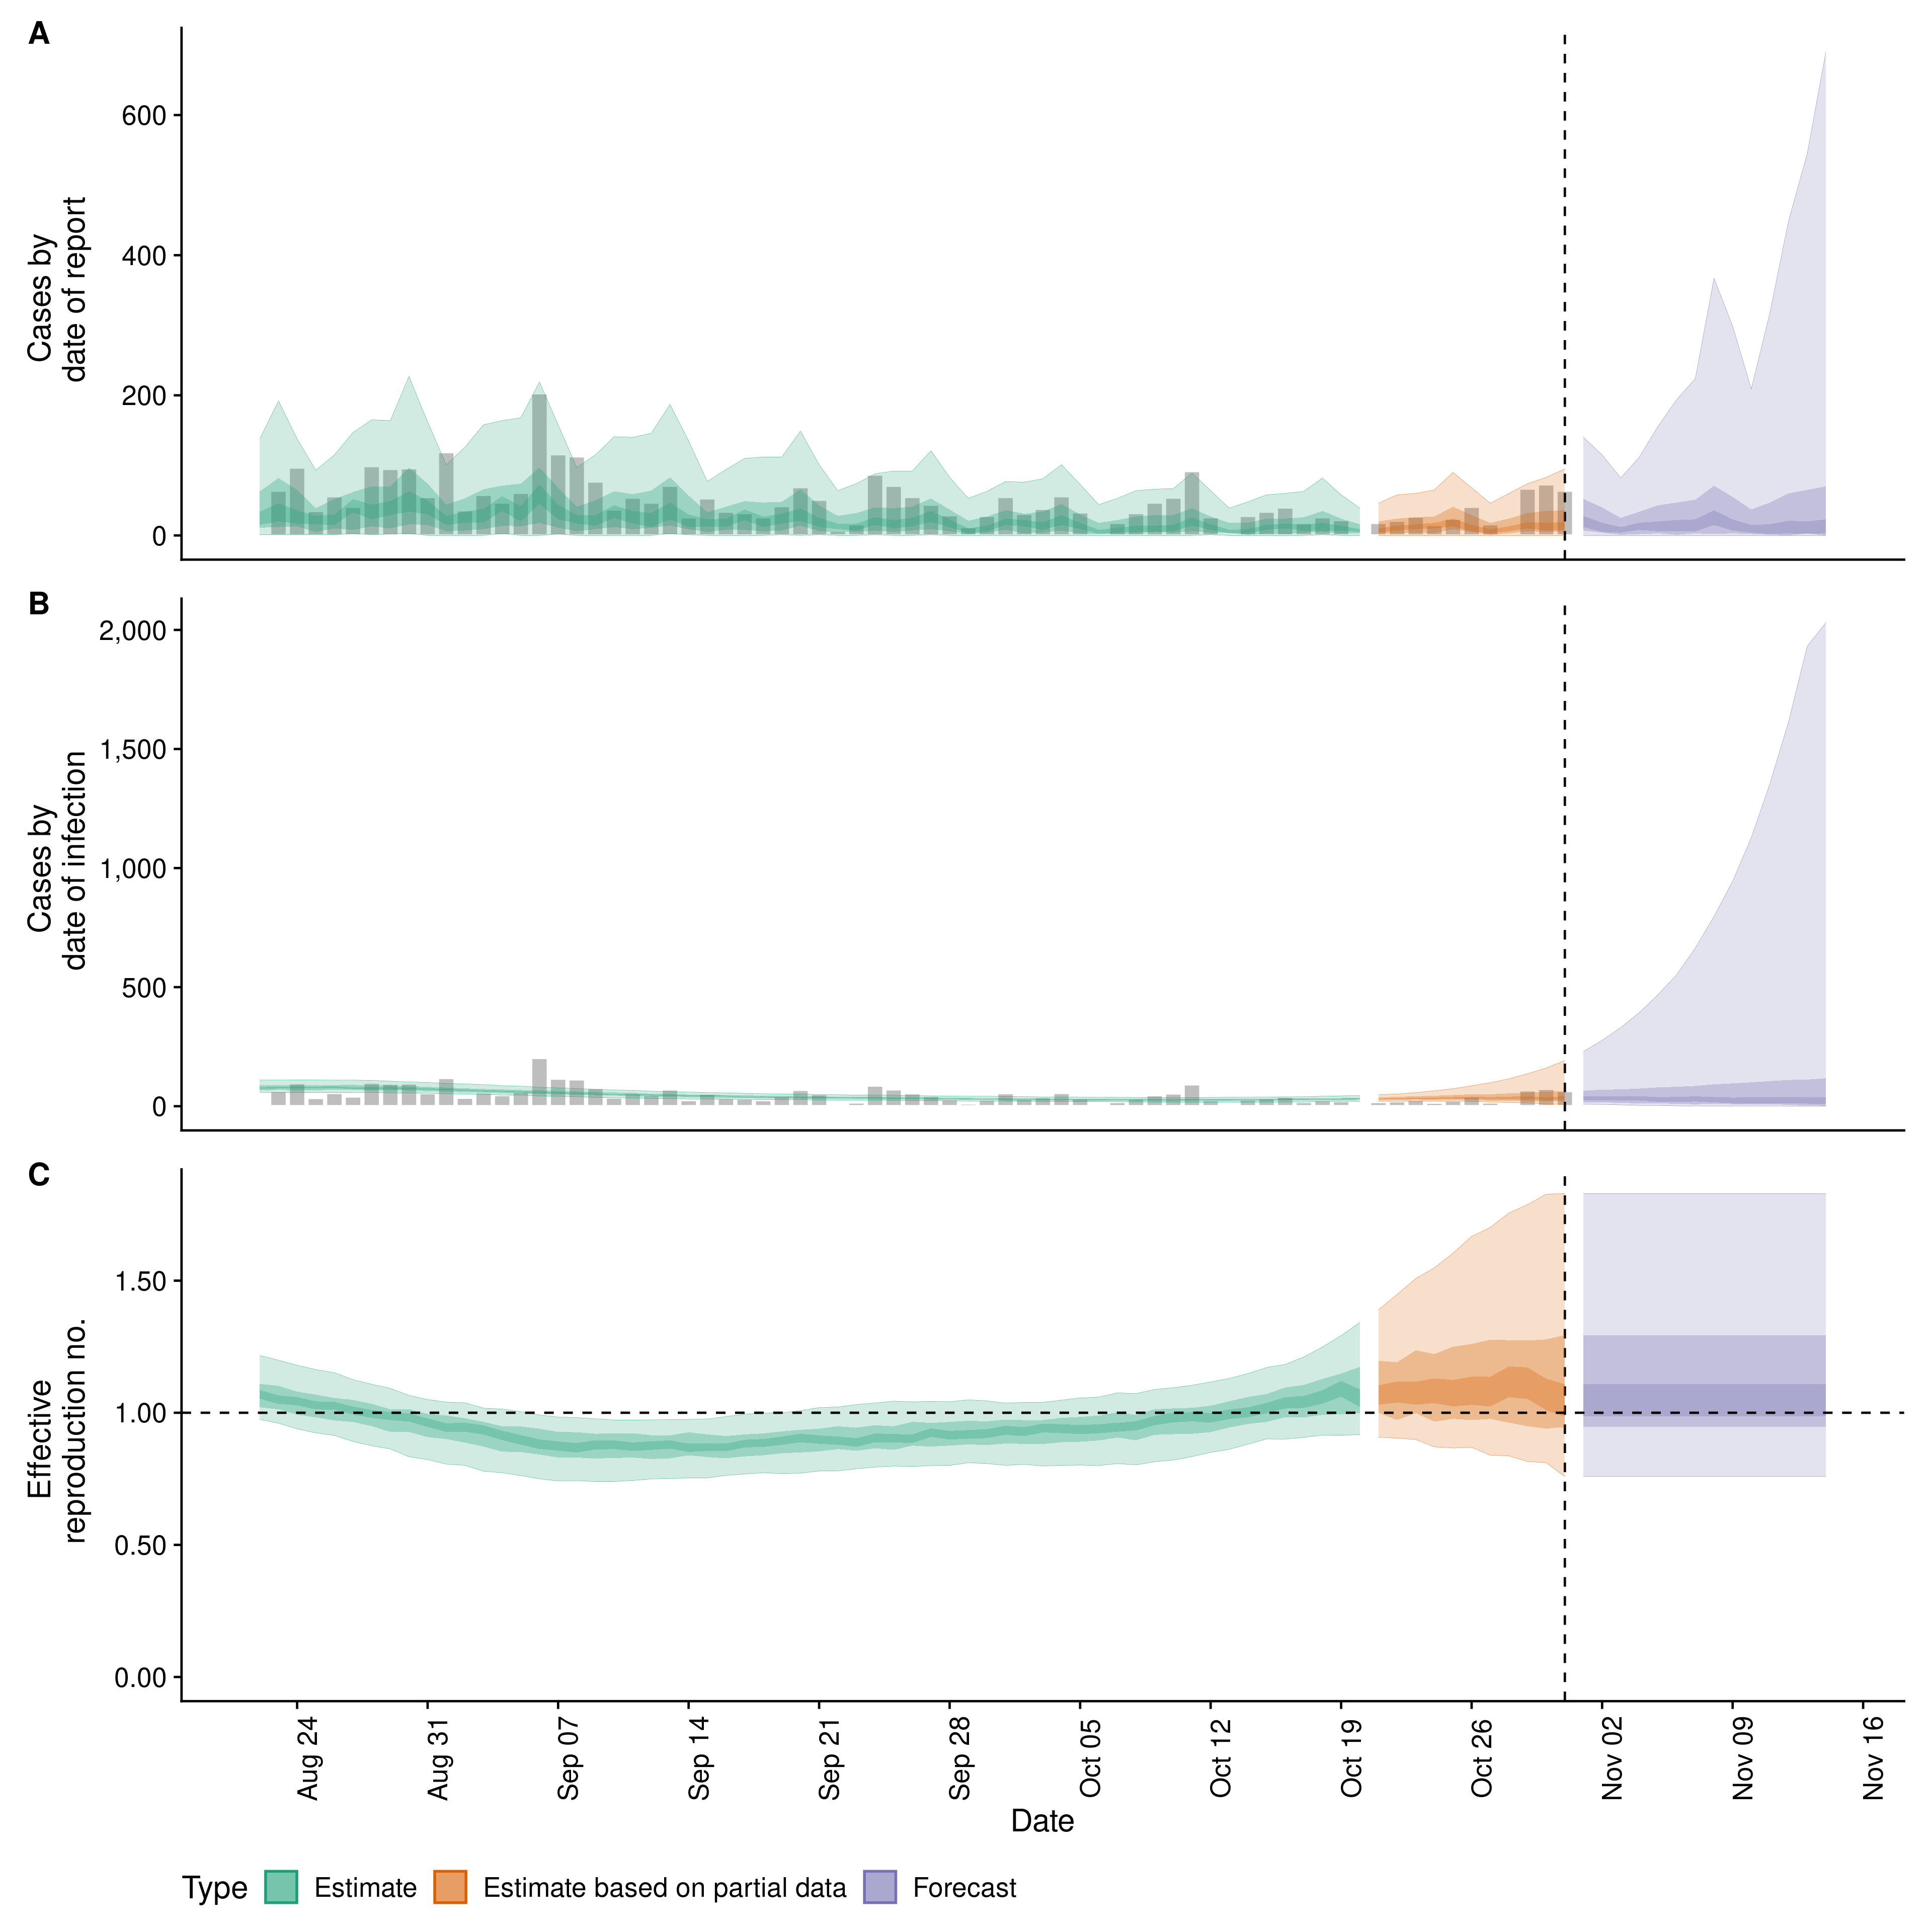 A
Cases by
date of report
600
400
200
0
B
Cases by
date of infection
2,000
1,500
1,000
500
0
C
Effective
reproduction no.
1.50
1.00
0.50
0.00
Aug 24
Aug 31
Sep 07
Sep 14
Sep 21
Sep 28
Oct 05
Oct 12
Oct 19
Oct 26
Nov 02
Nov 09
Nov 16
Date
Type Estimate Estimate based on partial data Forecast